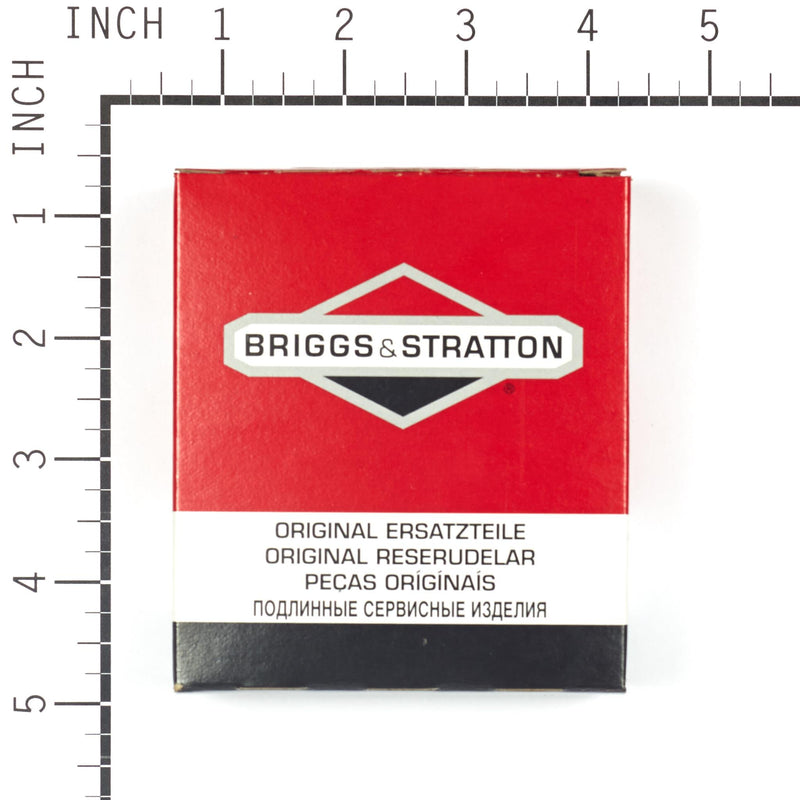 INCH 1 2 3 4 5
INCH
1
2
3
4
5
BRIGGS & STRATTON
®
ORIGINAL ERSATZTEILE
ORIGINAL RESERUDELAR
PEÇAS ORÍGÍNAÍS
ПОДЛИННЫЕ СЕРВИСНЫЕ ИЗДЕЛИЯ